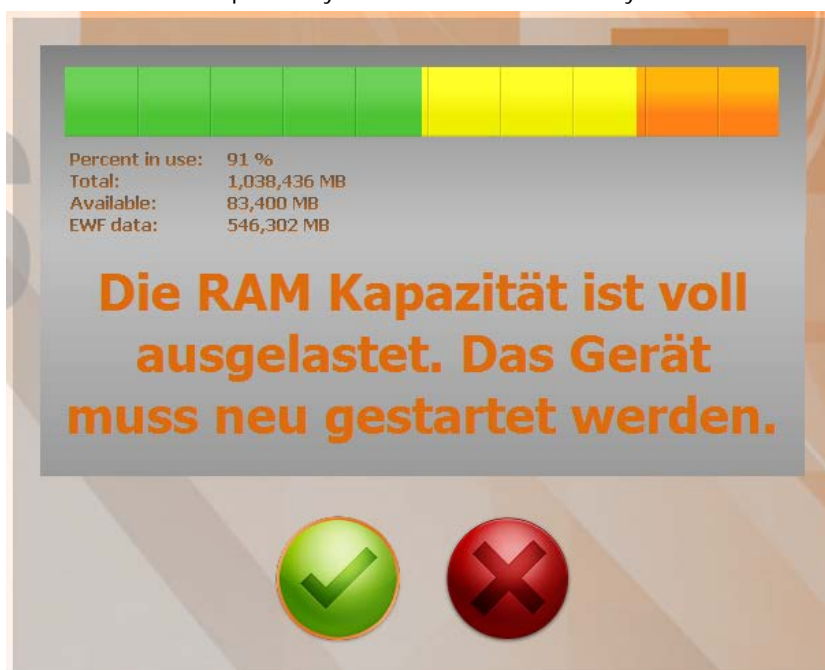 Percent in use: 91 %
Total: 1,038,436 MB
Available: 83,400 MB
EWF data: 546,302 MB
Die RAM Kapazität ist voll
ausgelastet. Das Gerät
muss neu gestartet werden.